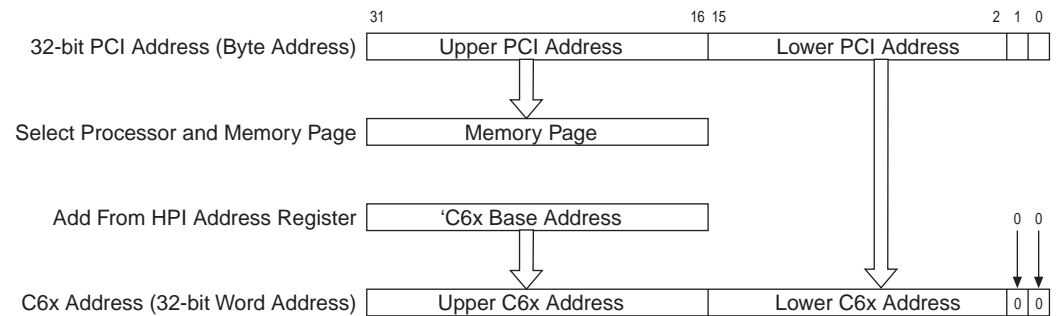 31 16 15 2 1 0
32-bit PCI Address (Byte Address) Upper PCI Address Lower PCI Address
Select Processor and Memory Page Memory Page
Add From HPI Address Register 'C6x Base Address 0 0
C6x Address (32-bit Word Address) Upper C6x Address Lower C6x Address 0 0